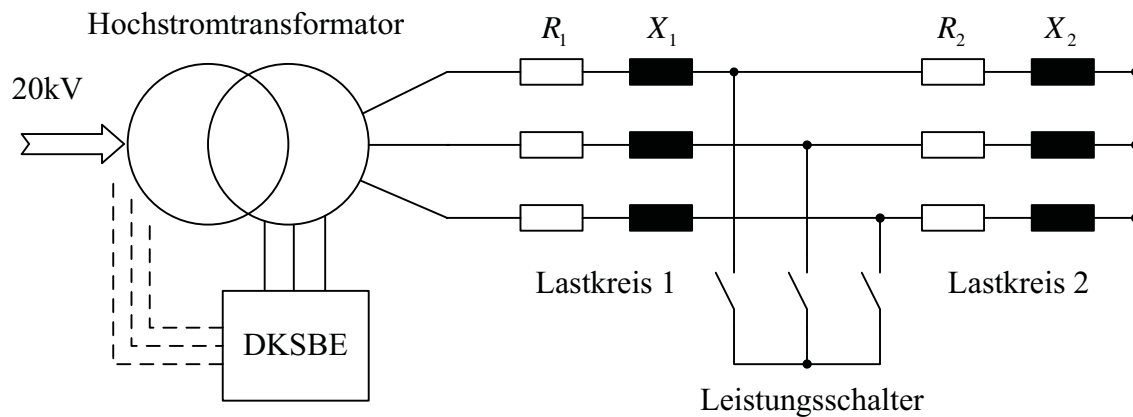 Hochstromtransformator
R₁
X₁
R₂
X₂
20kV
Lastkreis 1
Lastkreis 2
DKSBE
Leistungsschalter